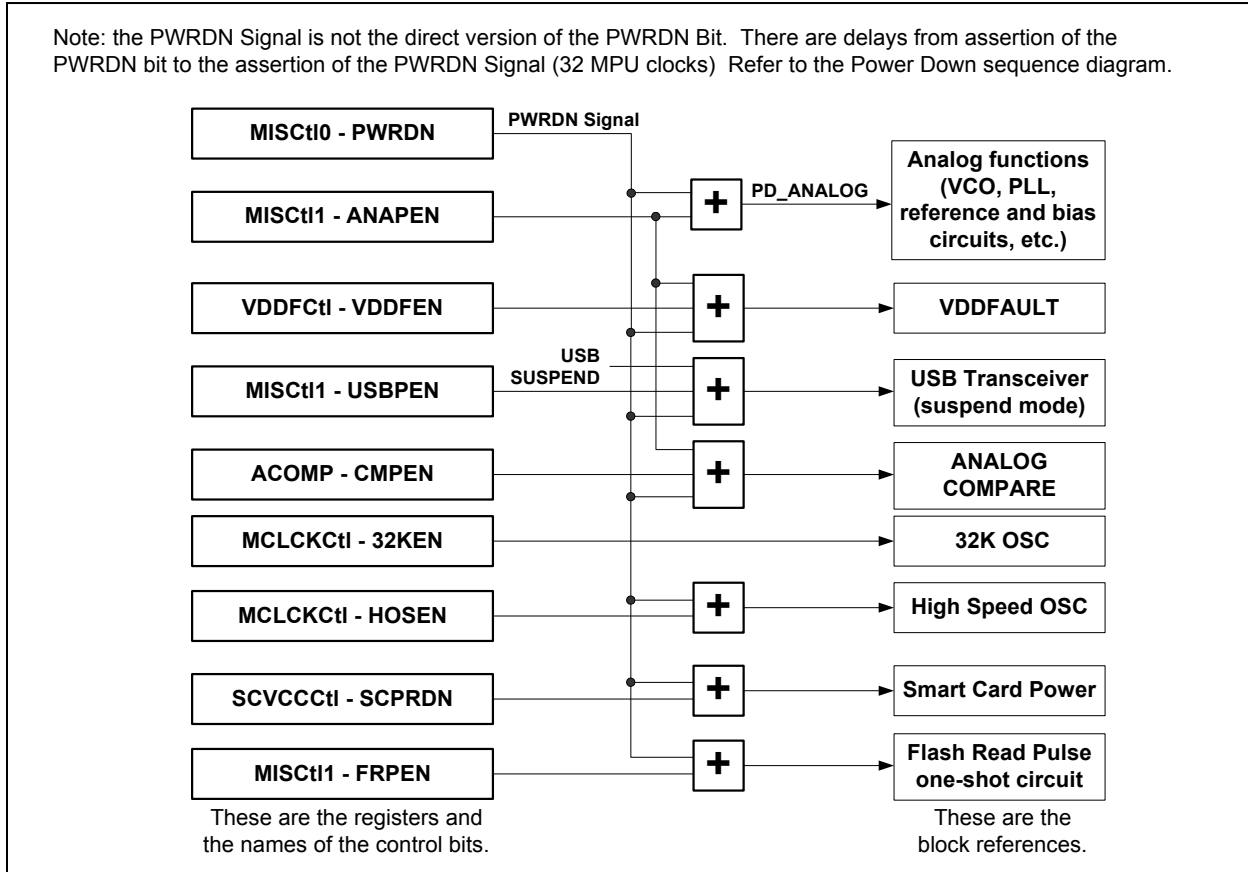 Note: the PWRDN Signal is not the direct version of the PWRDN Bit.  There are delays from assertion of the
PWRDN bit to the assertion of the PWRDN Signal (32 MPU clocks)  Refer to the Power Down sequence diagram.
MISCtl0 - PWRDN
PWRDN Signal
MISCtl1 - ANAPEN
+
PD_ANALOG
Analog functions
(VCO, PLL,
reference and bias
circuits, etc.)
VDDFCtl - VDDFEN
+
VDDFAULT
USB
SUSPEND
MISCtl1 - USBPEN
+
USB Transceiver
(suspend mode)
ACOMP - CMPEN
+
ANALOG
COMPARE
MCLCKCtl - 32KEN
32K OSC
MCLCKCtl - HOSEN
+
High Speed OSC
SCVCCCtl - SCPRDN
+
Smart Card Power
MISCtl1 - FRPEN
+
Flash Read Pulse
one-shot circuit
These are the registers and
the names of the control bits.
These are the
block references.